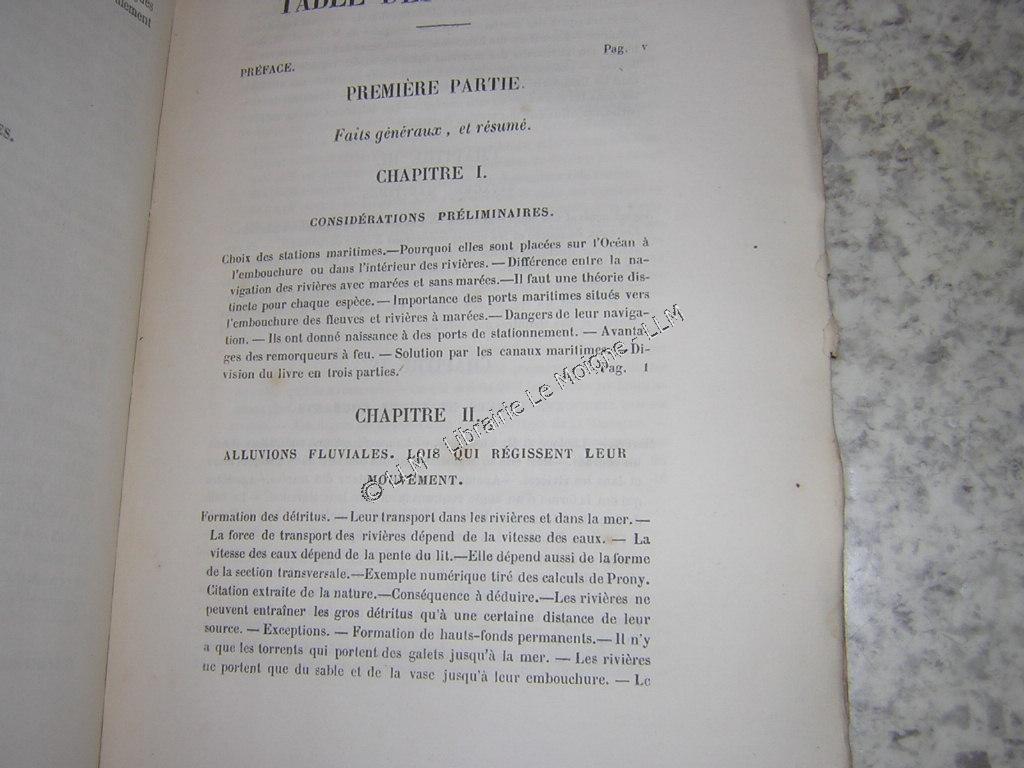 TABLE DES
Pag. v
PRÉFACE.
PREMIÈRE PARTIE.
Faits généraux, et résumé.
CHAPITRE I.
CONSIDÉRATIONS PRÉLIMINAIRES.
Choix des stations maritimes.—Pourquoi elles sont placées sur l'Océan à
l'embouchure ou dans l'intérieur des rivières.—Différence entre la na-
vigation des rivières avec marées et sans marées.—Il faut une théorie dis-
tincte pour chaque espèce.—Importance des ports maritimes situés vers
l'embouchure des fleuves et rivières à marées.—Dangers de leur naviga-
tion.—Ils ont donné naissance à des ports de stationnement.—Avanta
ges des remorqueurs à feu.—Solution par les canaux maritimes.—Di-
vision du livre en trois parties. Pag. 1
CHAPITRE II.
ALLUVIONS FLUVIALES. LOIS QUI RÉGISSENT LEUR
MOUVEMENT.
Formation des détritus.—Leur transport dans les rivières et dans la mer.—
La force de transport des rivières dépend de la vitesse des eaux.—La
vitesse des eaux dépend de la pente du lit.—Elle dépend aussi de la forme
de la section transversale.—Exemple numérique tiré des calculs de Prony.
Citation extraite de la nature.—Conséquence à déduire.—Les rivières ne
peuvent entraîner les gros détritus qu'à une certaine distance de leur
source.—Exceptions.—Formation de hauts-fonds permanents.—Il n'y
a que les torrents qui portent des galets jusqu'à la mer.—Les rivières
ne portent que du sable et de la vase jusqu'à leur embouchure.—Le
© LLM - Librairie Le Moigne - LLM